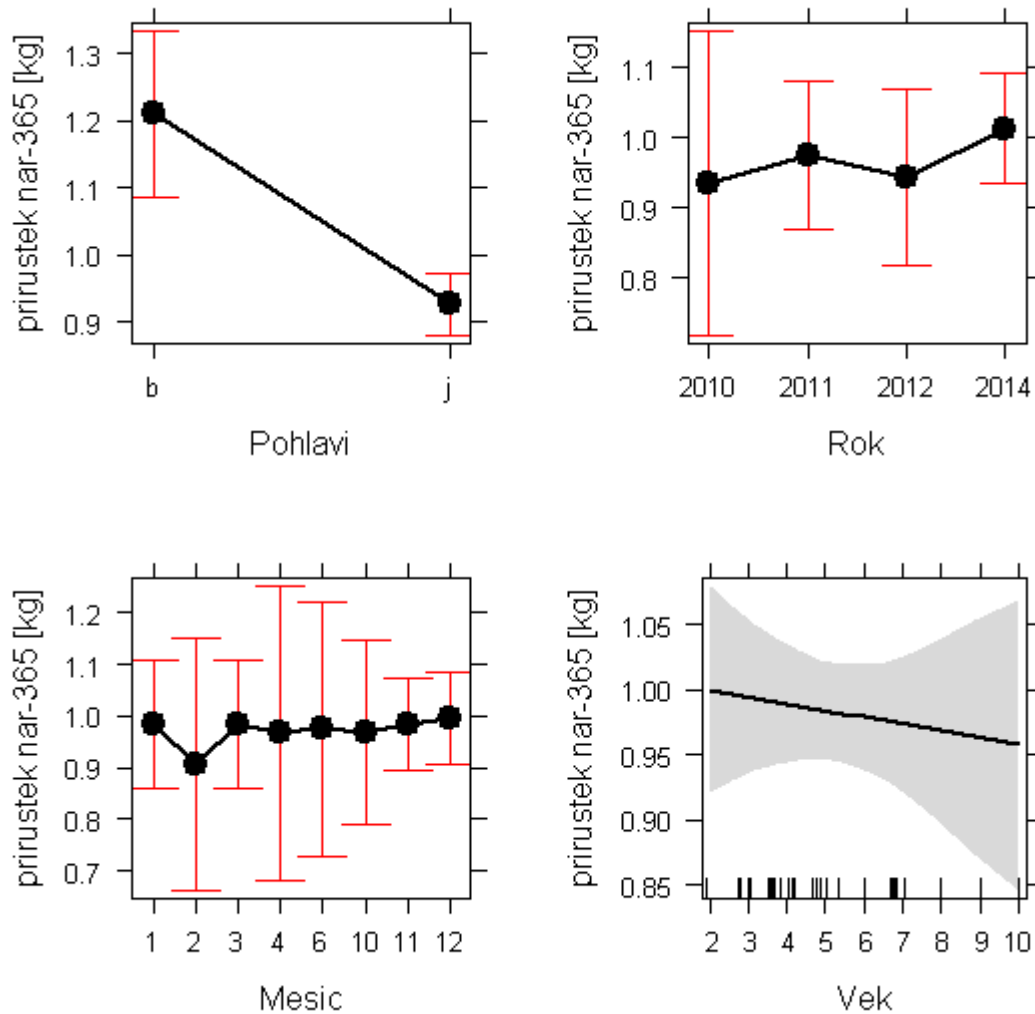 prirustek nar-365 [kg]
1.3
1.2
1.1
1.0
0.9
b j
Pohlavi
prirustek nar-365 [kg]
1.1
1.0
0.9
0.8
2010 2011 2012 2014
Rok
prirustek nar-365 [kg]
1.2
1.1
1.0
0.9
0.8
0.7
1 2 3 4 6 10 11 12
Mesic
prirustek nar-365 [kg]
1.05
1.00
0.95
0.90
0.85
2 3 4 5 6 7 8 9 10
Vek